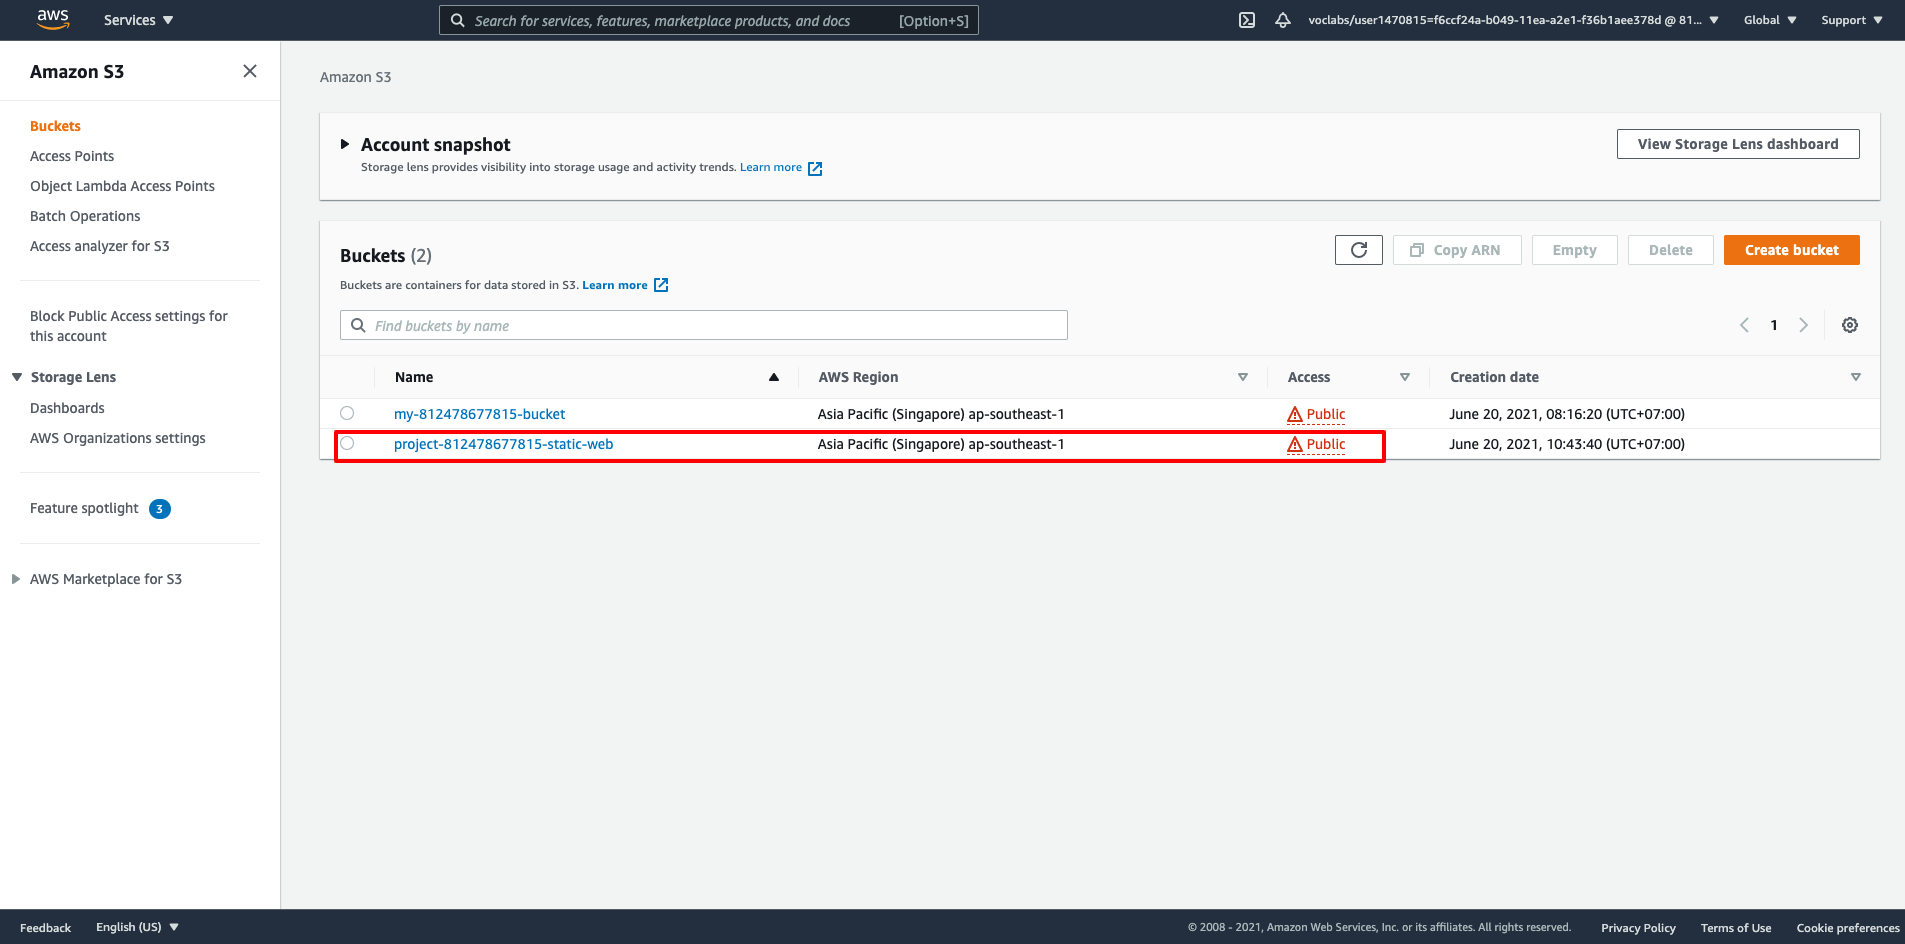 aws Services Search for services, features, marketplace products, and docs [Option+S] voclabs/user1470815=f6ccf24a-b049-11ea-a2e1-f36b1aee378d @ 81... Global Support
Amazon S3
Buckets
Access Points
Object Lambda Access Points
Batch Operations
Access analyzer for S3
Block Public Access settings for
this account
Storage Lens
Dashboards
AWS Organizations settings
Feature spotlight 3
AWS Marketplace for S3
Amazon S3
Account snapshot
Storage lens provides visibility into storage usage and activity trends. Learn more
View Storage Lens dashboard
Buckets (2)
Buckets are containers for data stored in S3. Learn more
Copy ARN Empty Delete Create bucket
Find buckets by name
1
Name AWS Region Access Creation date
my-812478677815-bucket Asia Pacific (Singapore) ap-southeast-1 Public June 20, 2021, 08:16:20 (UTC+07:00)
project-812478677815-static-web Asia Pacific (Singapore) ap-southeast-1 Public June 20, 2021, 10:43:40 (UTC+07:00)
Feedback English (US) © 2008 - 2021, Amazon Web Services, Inc. or its affiliates. All rights reserved. Privacy Policy Terms of Use Cookie preferences